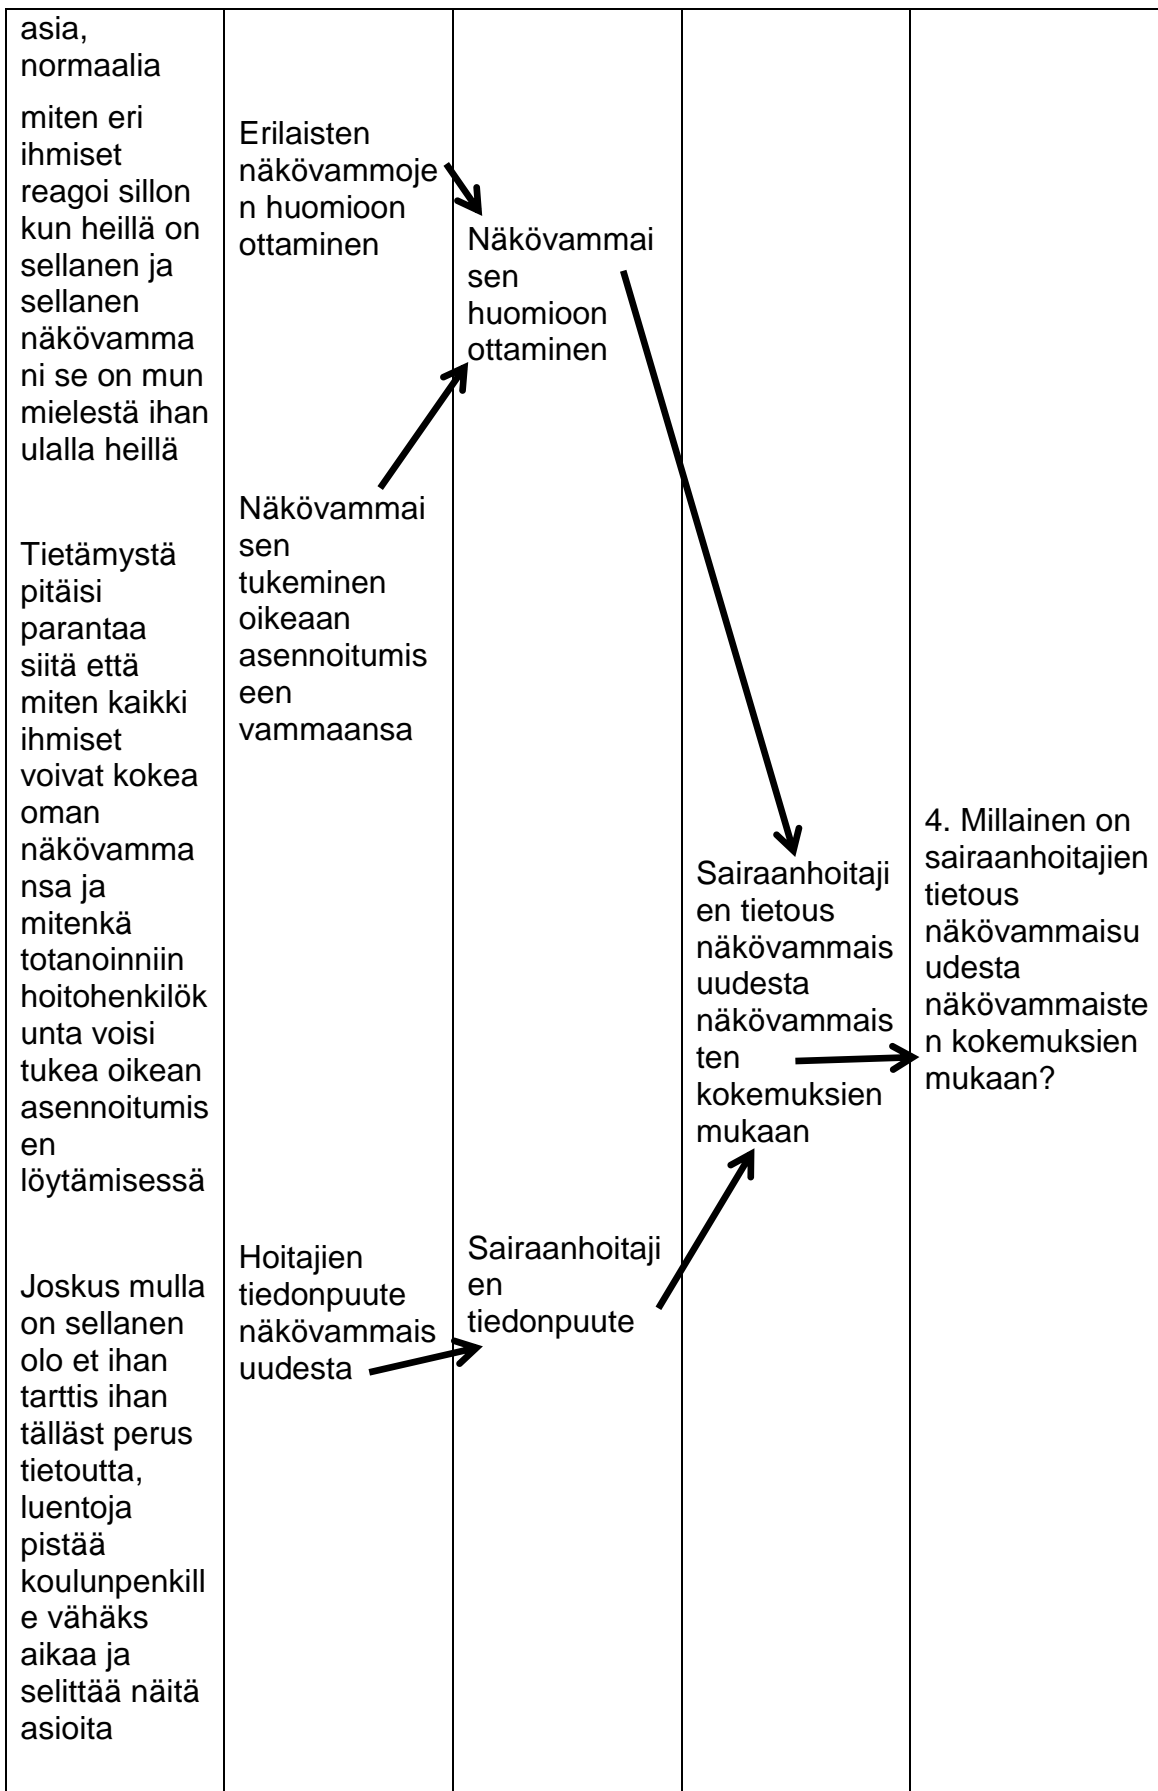 asia,
normaalia
miten eri
ihmiset
reagoi sillon
kun heillä on
sellanen ja
sellanen
näkövamma
ni se on mun
mielestä ihan
ulalla heillä
Tietämystä
pitäisi
parantaa
siitä että
miten kaikki
ihmiset
voivat kokea
oman
näkövamma
nsa ja
mitenkä
totanoinniin
hoitohenkilök
unta voisi
tukea oikean
asennoitumis
en
löytämisessä
Joskus mulla
on sellanen
olo et ihan
tarttis ihan
tälläst perus
tietoutta,
luentoja
pistää
koulunpenkill
e vähäks
aikaa ja
selittää näitä
asioita
Erilaisten
näkövammoje
n huomioon
ottaminen
Näkövammai
sen
tukeminen
oikeaan
asennoitumis
een
vammaansa
Hoitajien
tiedonpuute
näkövammais
uudesta
Näkövammai
sen
huomioon
ottaminen
Sairaanhoitaji
en
tiedonpuute
Sairaanhoitaji
en tietous
näkövammais
uudesta
näkövammais
ten
kokemuksien
mukaan
4. Millainen on
sairaanhoitajien
tietous
näkövammaisu
udesta
näkövammaiste
n kokemuksien
mukaan?